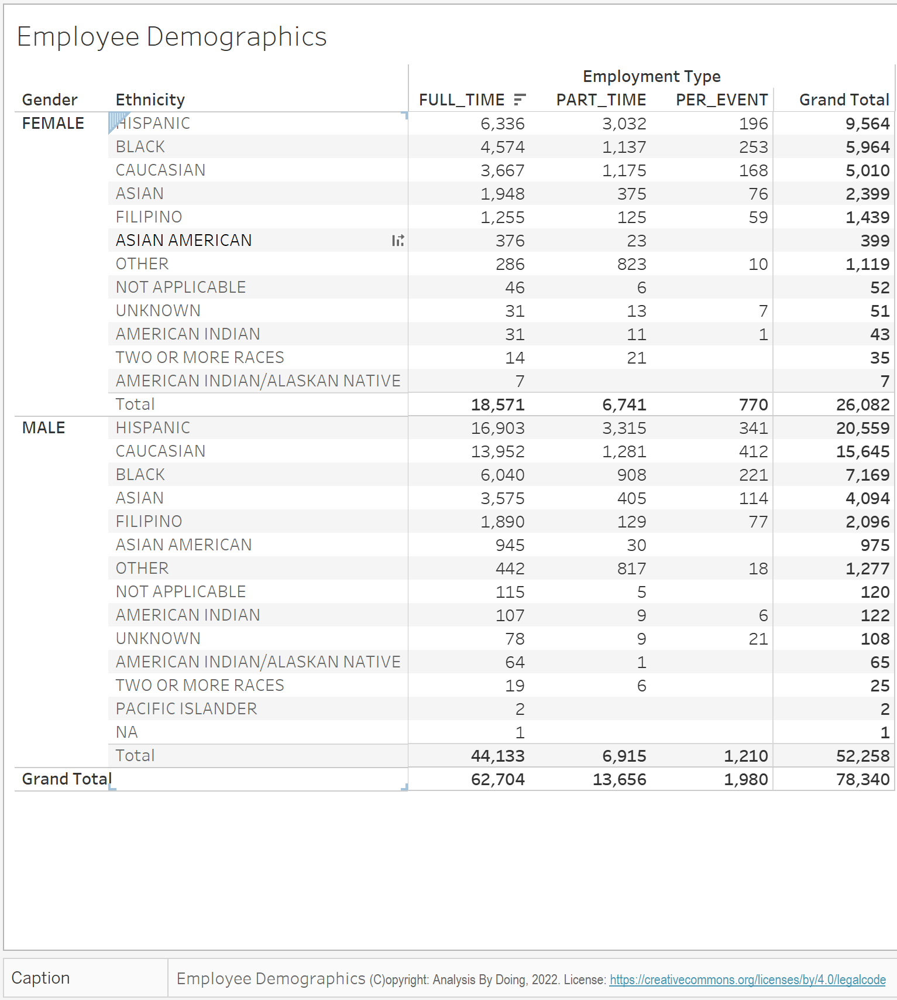 Employee Demographics
Employment Type
Gender Ethnicity FULL_TIME PART_TIME PER_EVENT Grand Total
FEMALE HISPANIC 6,336 3,032 196 9,564
BLACK 4,574 1,137 253 5,964
CAUCASIAN 3,667 1,175 168 5,010
ASIAN 1,948 375 76 2,399
FILIPINO 1,255 125 59 1,439
ASIAN AMERICAN 376 23 399
OTHER 286 823 10 1,119
NOT APPLICABLE 46 6 52
UNKNOWN 31 13 7 51
AMERICAN INDIAN 31 11 1 43
TWO OR MORE RACES 14 21 35
AMERICAN INDIAN/ALASKAN NATIVE 7 7
Total 18,571 6,741 770 26,082
MALE HISPANIC 16,903 3,315 341 20,559
CAUCASIAN 13,952 1,281 412 15,645
BLACK 6,040 908 221 7,169
ASIAN 3,575 405 114 4,094
FILIPINO 1,890 129 77 2,096
ASIAN AMERICAN 945 30 975
OTHER 442 817 18 1,277
NOT APPLICABLE 115 5 120
AMERICAN INDIAN 107 9 6 122
UNKNOWN 78 9 21 108
AMERICAN INDIAN/ALASKAN NATIVE 64 1 65
TWO OR MORE RACES 19 6 25
PACIFIC ISLANDER 2 2
NA 1 1
Total 44,133 6,915 1,210 52,258
Grand Total 62,704 13,656 1,980 78,340
Caption Employee Demographics (C)opyright: Analysis By Doing, 2022. License: https://creativecommons.org/licenses/by/4.0/legalcode